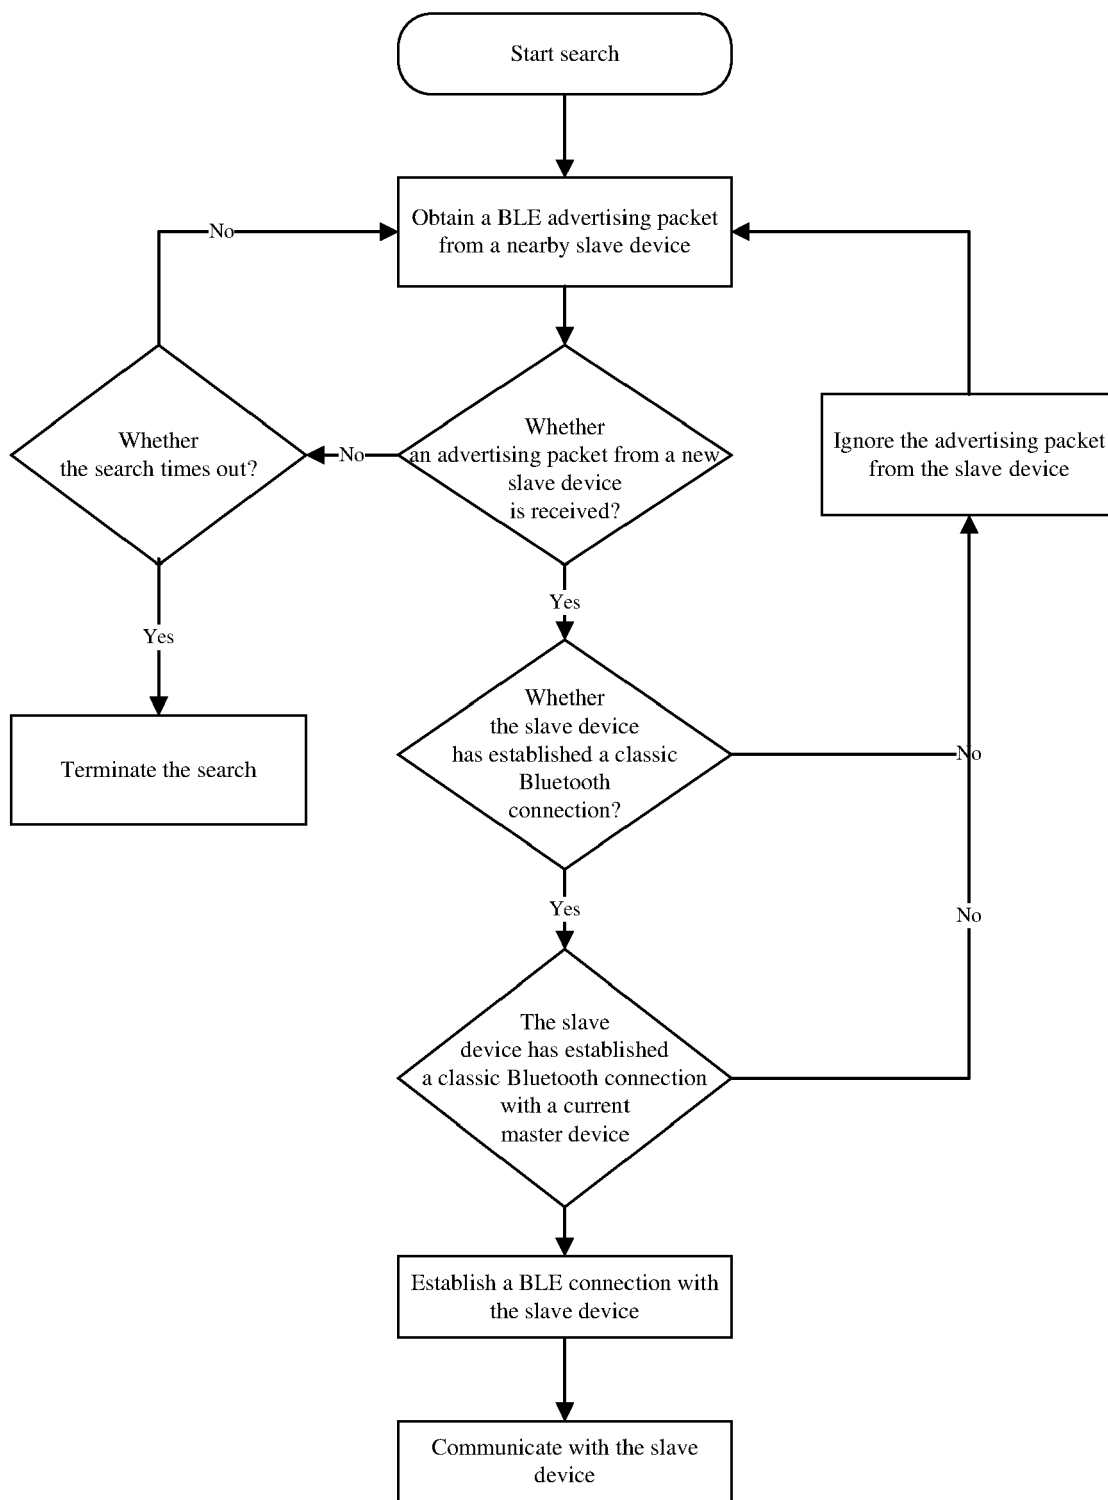 Start search
Obtain a BLE advertising packet
from a nearby slave device
No
Whether
the search times out?
No
Whether
an advertising packet from a new
slave device
is received?
Ignore the advertising packet
from the slave device
Yes
Yes
Terminate the search
Whether
the slave device
has established a classic
Bluetooth
connection?
No
Yes
No
The slave
device has established
a classic Bluetooth connection
with a current
master device
Establish a BLE connection with
the slave device
Communicate with the slave
device